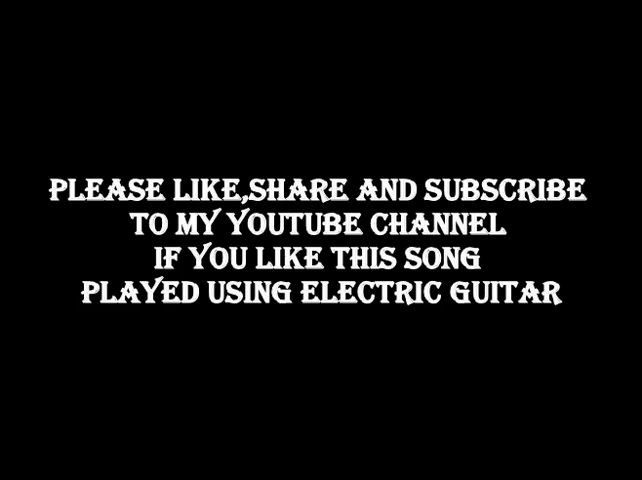 PLEASE LIKE,SHARE AND SUBSCRIBE
TO MY YOUTUBE CHANNEL
IF YOU LIKE THIS SONG
PLAYED USING ELECTRIC GUITAR